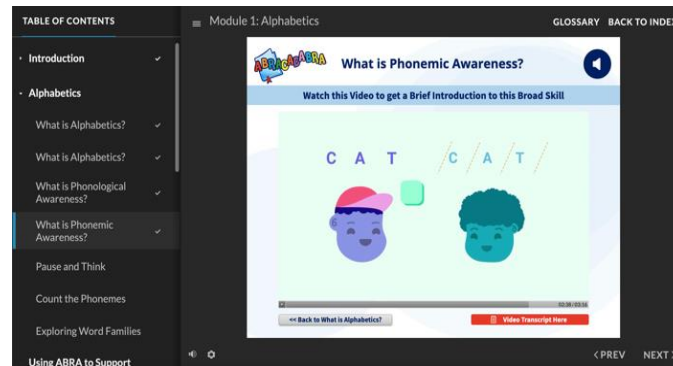 TABLE OF CONTENTS
Module 1: Alphabetics
GLOSSARY BACK TO INDEX
Introduction
Alphabetics
What is Alphabetics?
What is Alphabetics?
What is Phonological
Awareness?
What is Phonemic
Awareness?
Pause and Think
Count the Phonemes
Exploring Word Families
Using ABRA to Support
ABRACADABRA
What is Phonemic Awareness?
Watch this Video to get a Brief Introduction to this Broad Skill
C A T
C A T
02:38 / 03:16
<< Back to What is Alphabetics?
Video Transcript Here
< PREV NEXT >